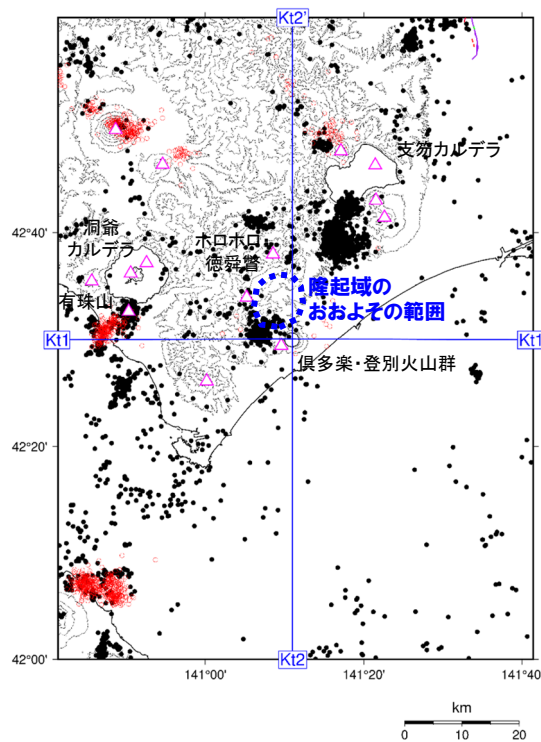 Kt2'
支笏カルデラ
42°40'
洞爺
カルデラ
ホロホロ
徳舜瞥
有珠山
隆起域の
おおよその範囲
Kt1
Kt1
倶多楽・登別火山群
42°20'
42°00'
Kt2
141°00'
141°20'
141°40'
km
0
10
20